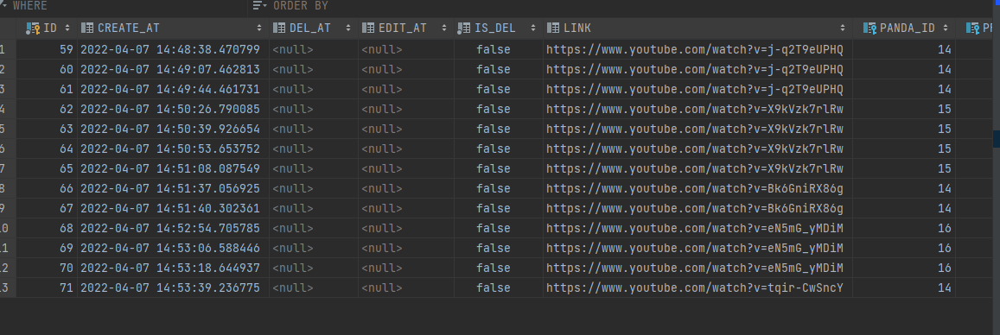 WHERE ORDER BY
ID CREATE_AT DEL_AT EDIT_AT IS_DEL LINK PANDA_ID
1 59 2022-04-07 14:48:38.470799 <null> <null> false https://www.youtube.com/watch?v=j-q2T9eUPHQ 14
2 60 2022-04-07 14:49:07.462813 <null> <null> false https://www.youtube.com/watch?v=j-q2T9eUPHQ 14
3 61 2022-04-07 14:49:44.461731 <null> <null> false https://www.youtube.com/watch?v=j-q2T9eUPHQ 14
4 62 2022-04-07 14:50:26.790085 <null> <null> false https://www.youtube.com/watch?v=X9kVzk7rlRw 15
5 63 2022-04-07 14:50:39.926654 <null> <null> false https://www.youtube.com/watch?v=X9kVzk7rlRw 15
6 64 2022-04-07 14:50:53.653752 <null> <null> false https://www.youtube.com/watch?v=X9kVzk7rlRw 15
7 65 2022-04-07 14:51:08.087549 <null> <null> false https://www.youtube.com/watch?v=X9kVzk7rlRw 15
8 66 2022-04-07 14:51:37.056925 <null> <null> false https://www.youtube.com/watch?v=Bk6GniRX86g 14
9 67 2022-04-07 14:51:40.302361 <null> <null> false https://www.youtube.com/watch?v=Bk6GniRX86g 14
10 68 2022-04-07 14:52:54.705785 <null> <null> false https://www.youtube.com/watch?v=eN5mG_yMDiM 16
11 69 2022-04-07 14:53:06.588446 <null> <null> false https://www.youtube.com/watch?v=eN5mG_yMDiM 16
12 70 2022-04-07 14:53:18.644937 <null> <null> false https://www.youtube.com/watch?v=eN5mG_yMDiM 16
13 71 2022-04-07 14:53:39.236775 <null> <null> false https://www.youtube.com/watch?v=tqir-CwSncY 14